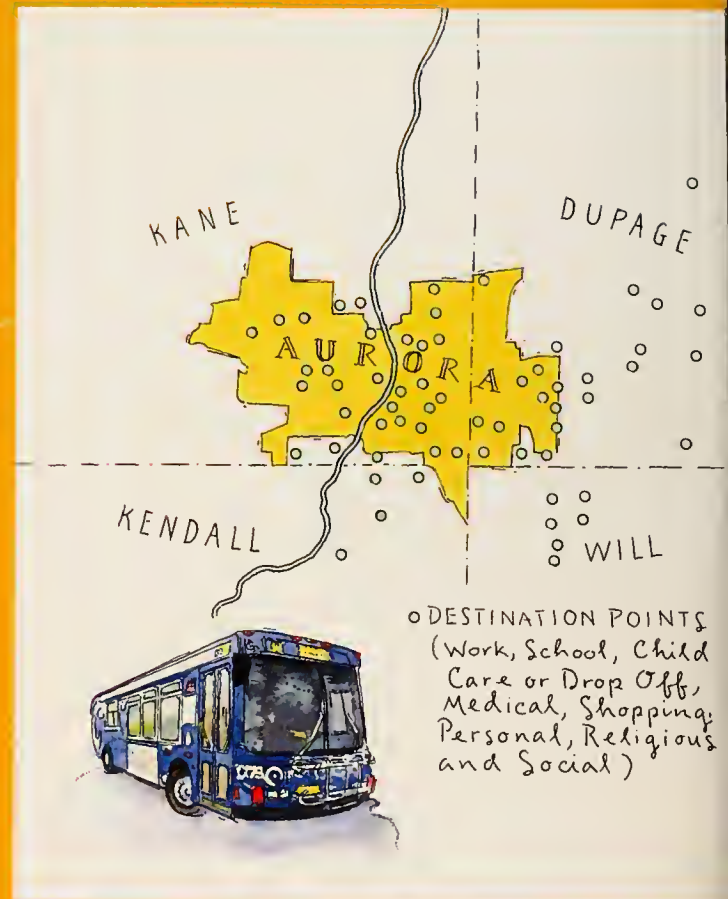 KANE
DUPAGE
AURORA
KENDALL
WILL
DESTINATION POINTS
(Work, School, Child
Care or Drop Off,
Medical, Shopping,
Personal, Religious
and Social)